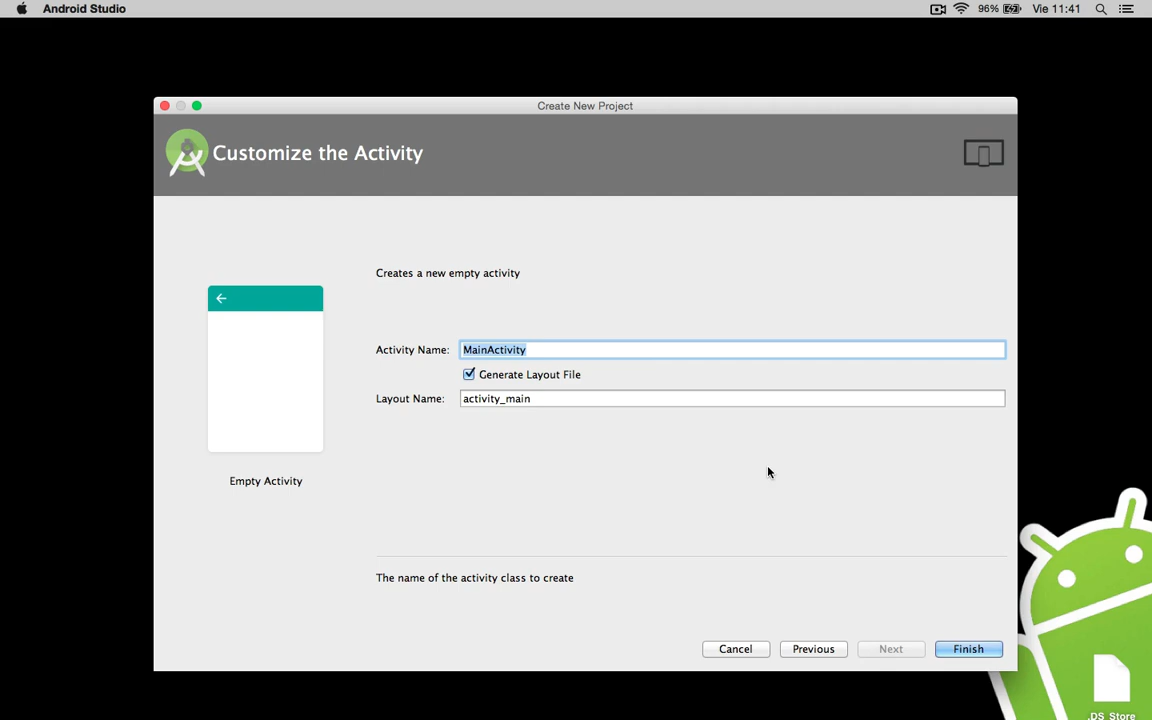 Android Studio
96%
Vie 11:41
Create New Project
Customize the Activity
Creates a new empty activity
Activity Name: MainActivity
Generate Layout File
Layout Name: activity_main
Empty Activity
The name of the activity class to create
Cancel
Previous
Next
Finish
.DS_Store